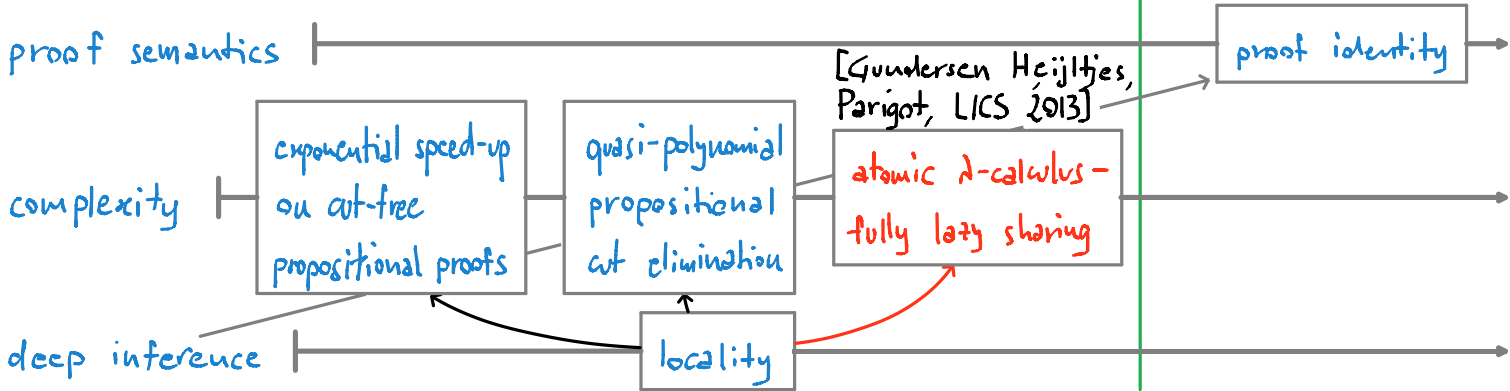 proof semantics
proof identity
[Gundersen Heijltjes,
Parigot, LICS 2013]
complexity
exponential speed-up
on cut-free
propositional proofs
quasi-polynomial
propositional
cut elimination
atomic λ-calculus –
fully lazy sharing
deep inference
locality